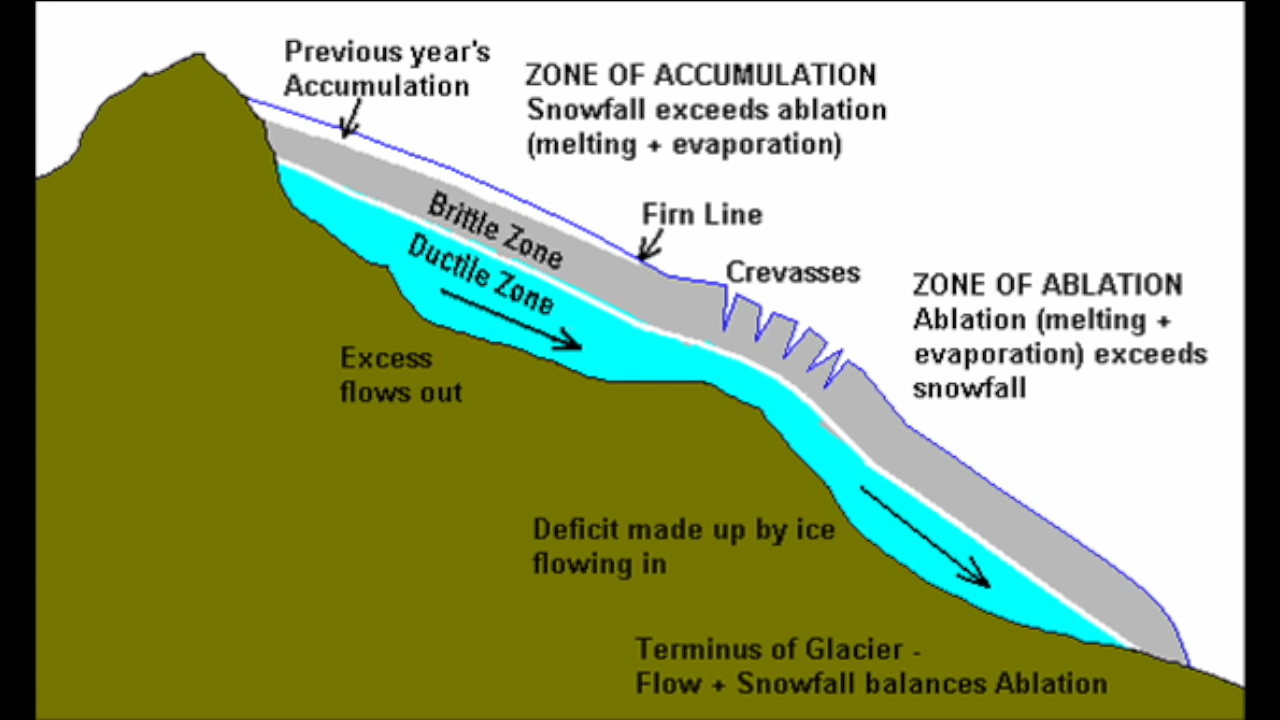 Previous year's
Accumulation
ZONE OF ACCUMULATION
Snowfall exceeds ablation
(melting + evaporation)
Brittle Zone
Ductile Zone
Firn Line
Crevasses
ZONE OF ABLATION
Ablation (melting +
evaporation) exceeds
snowfall
Excess
flows out
Deficit made up by ice
flowing in
Terminus of Glacier -
Flow + Snowfall balances Ablation